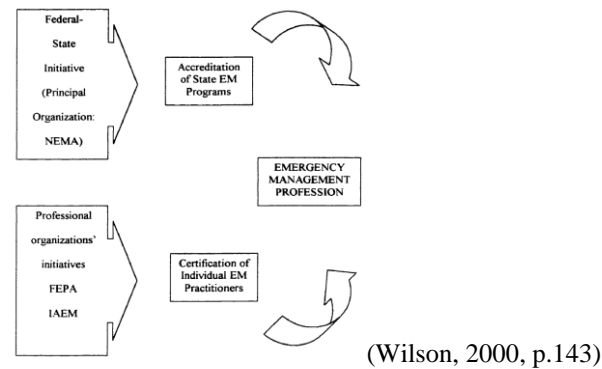 Federal-
State
Initiative
(Principal
Organization:
NEMA)
Accreditation
of State EM
Programs
EMERGENCY
MANAGEMENT
PROFESSION
Professional
organizations'
initiatives
FEPA
IAEM
Certification of
Individual EM
Practitioners
(Wilson, 2000, p.143)